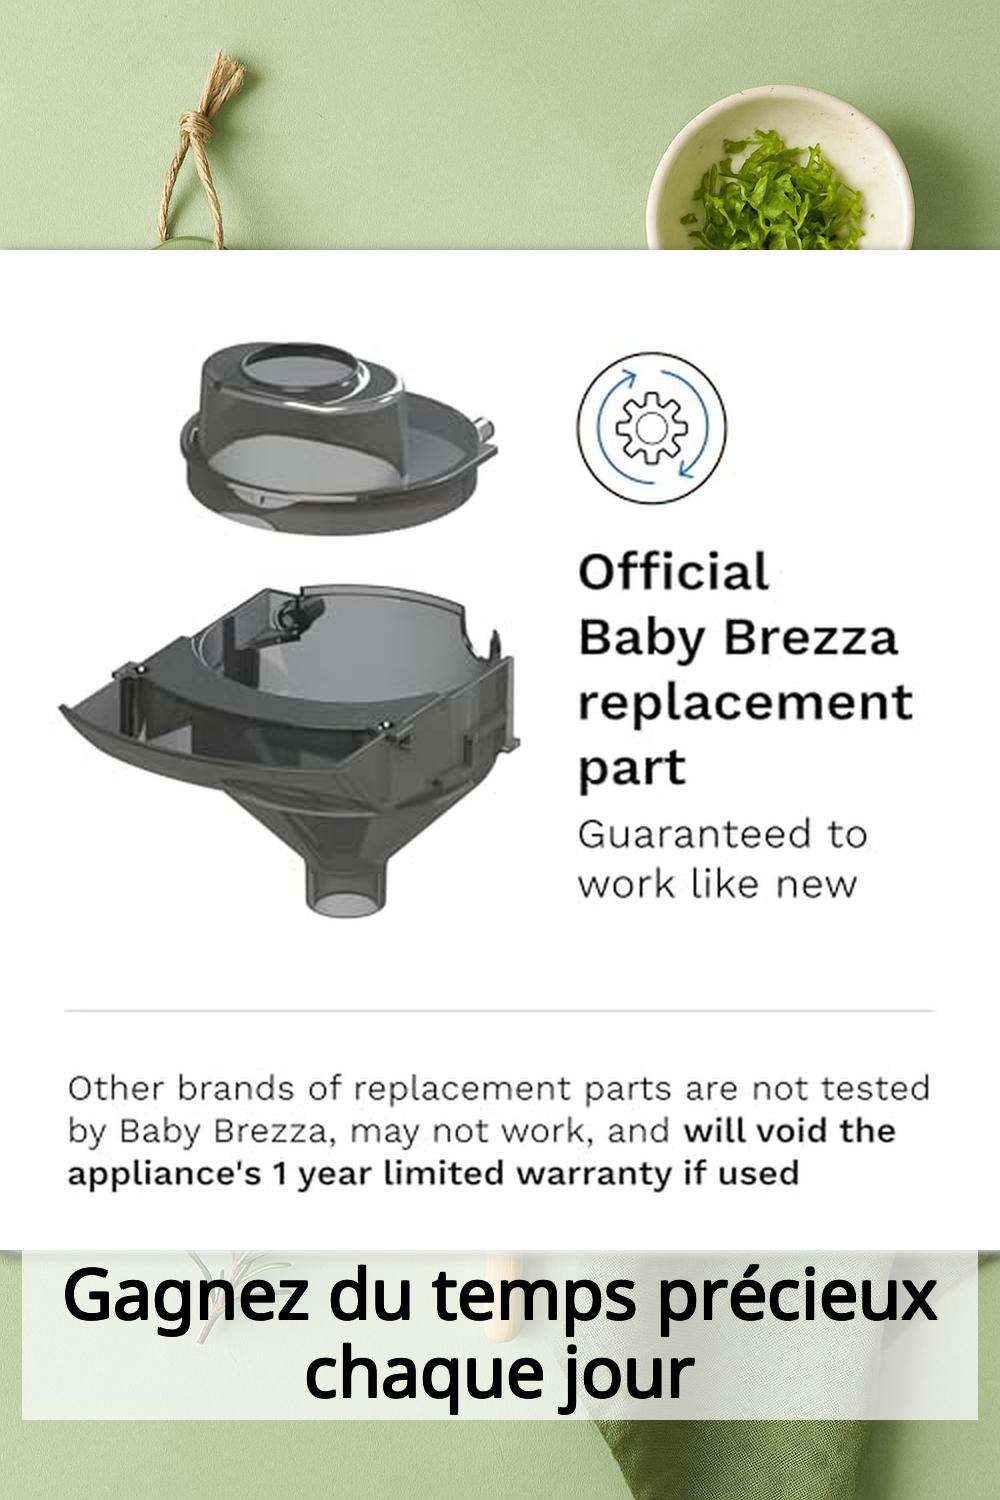 Official
Baby Brezza
replacement
part
Guaranteed to
work like new
Other brands of replacement parts are not tested
by Baby Brezza, may not work, and will void the
appliance's 1 year limited warranty if used
Gagnez du temps précieux
chaque jour